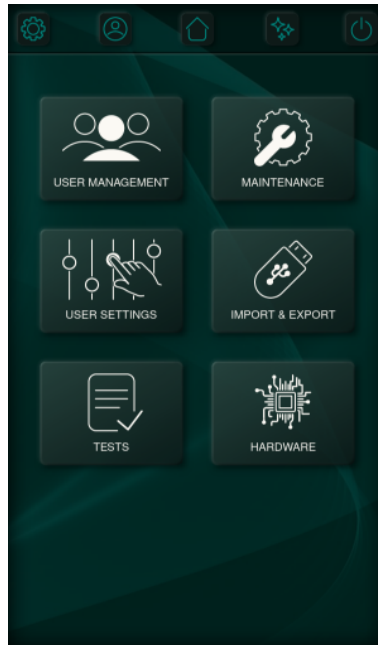 USER MANAGEMENT
MAINTENANCE
USER SETTINGS
IMPORT & EXPORT
TESTS
HARDWARE